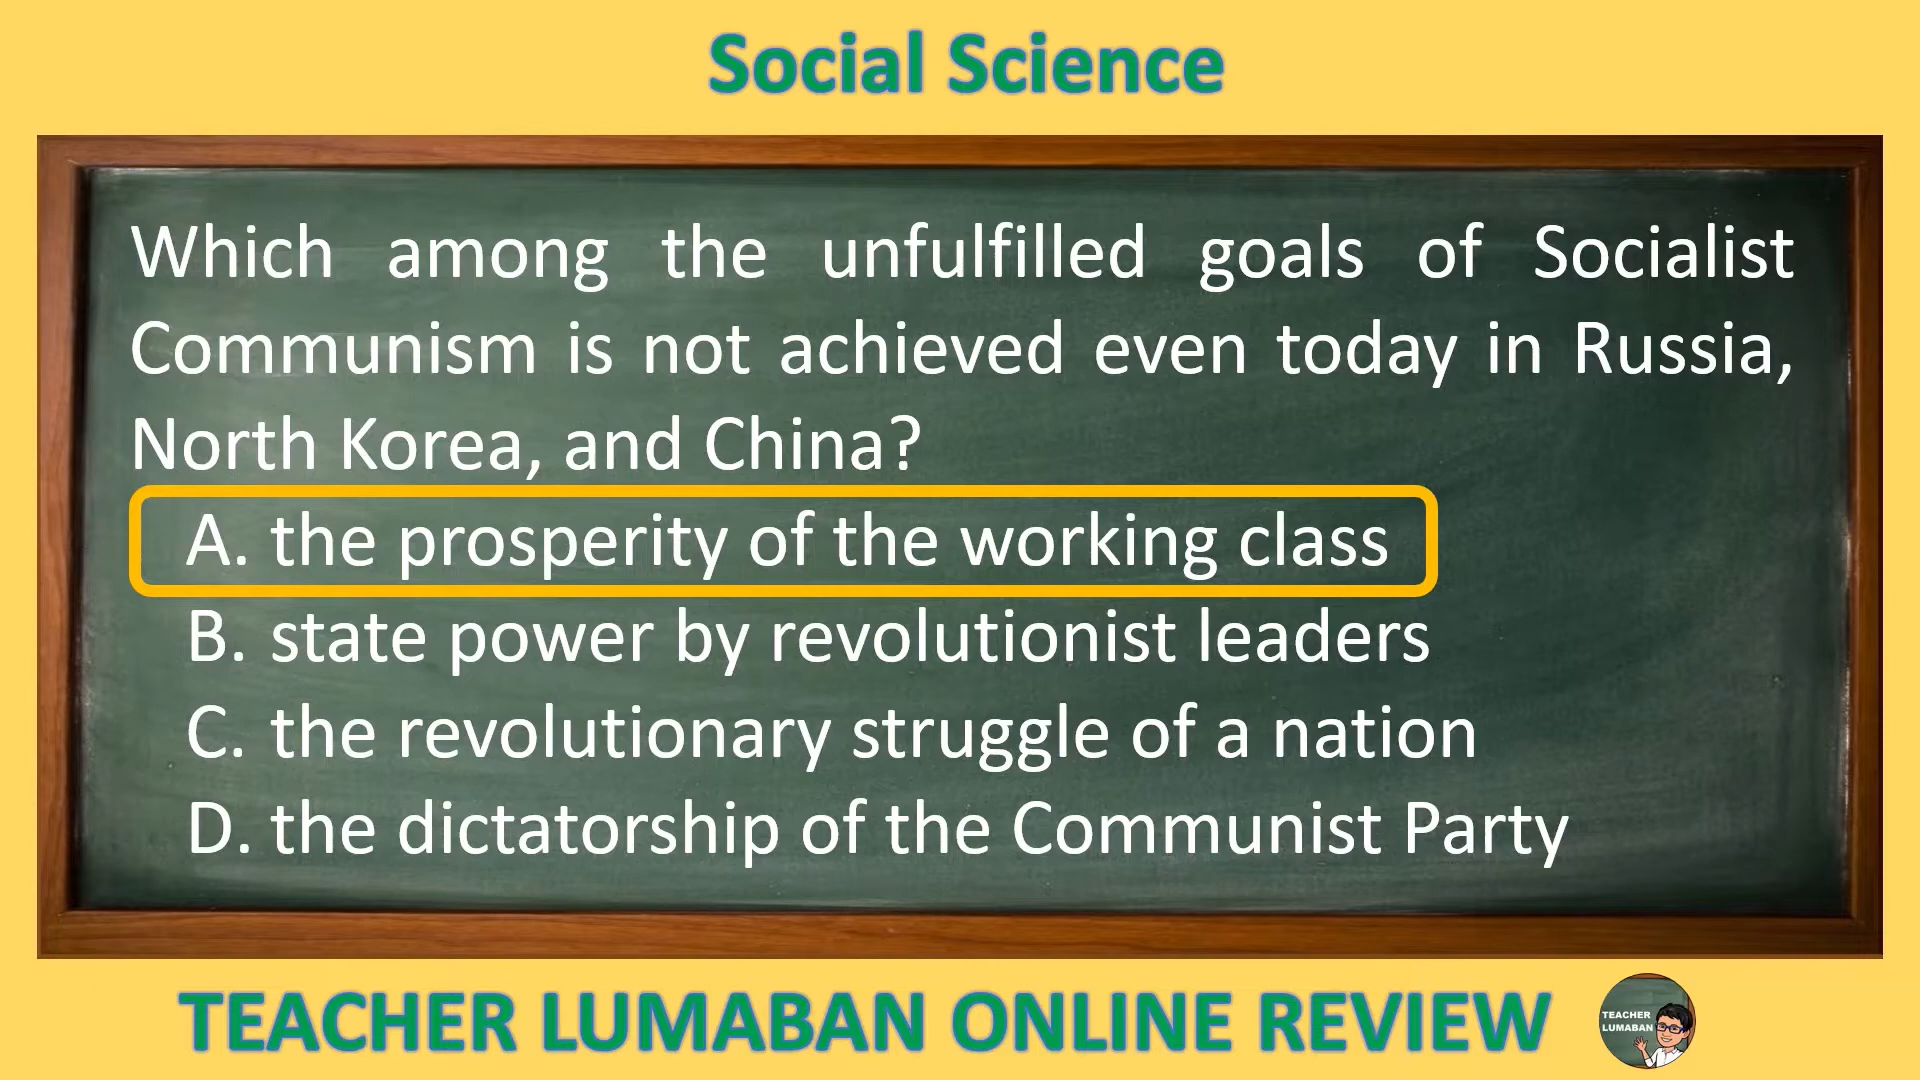 Social Science
Which among the unfulfilled goals of Socialist
Communism is not achieved even today in Russia,
North Korea, and China?
A. the prosperity of the working class
B. state power by revolutionist leaders
C. the revolutionary struggle of a nation
D. the dictatorship of the Communist Party
TEACHER LUMABAN ONLINE REVIEW
TEACHER
LUMABAN